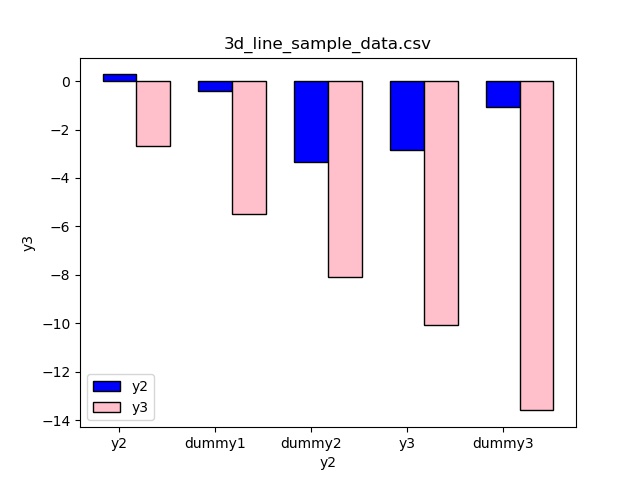 3d_line_sample_data.csv
y3
0
−2
−4
−6
−8
−10
−12
−14
y2
y3
y2 dummy1 dummy2 y3 dummy3
y2